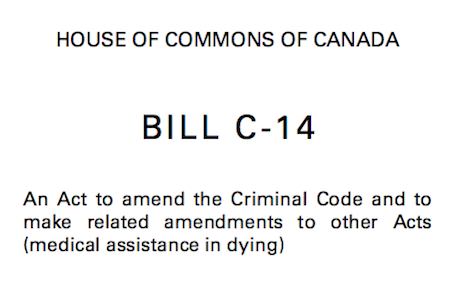 HOUSE OF COMMONS OF CANADA
BILL C-14
An Act to amend the Criminal Code and to
make related amendments to other Acts
(medical assistance in dying)